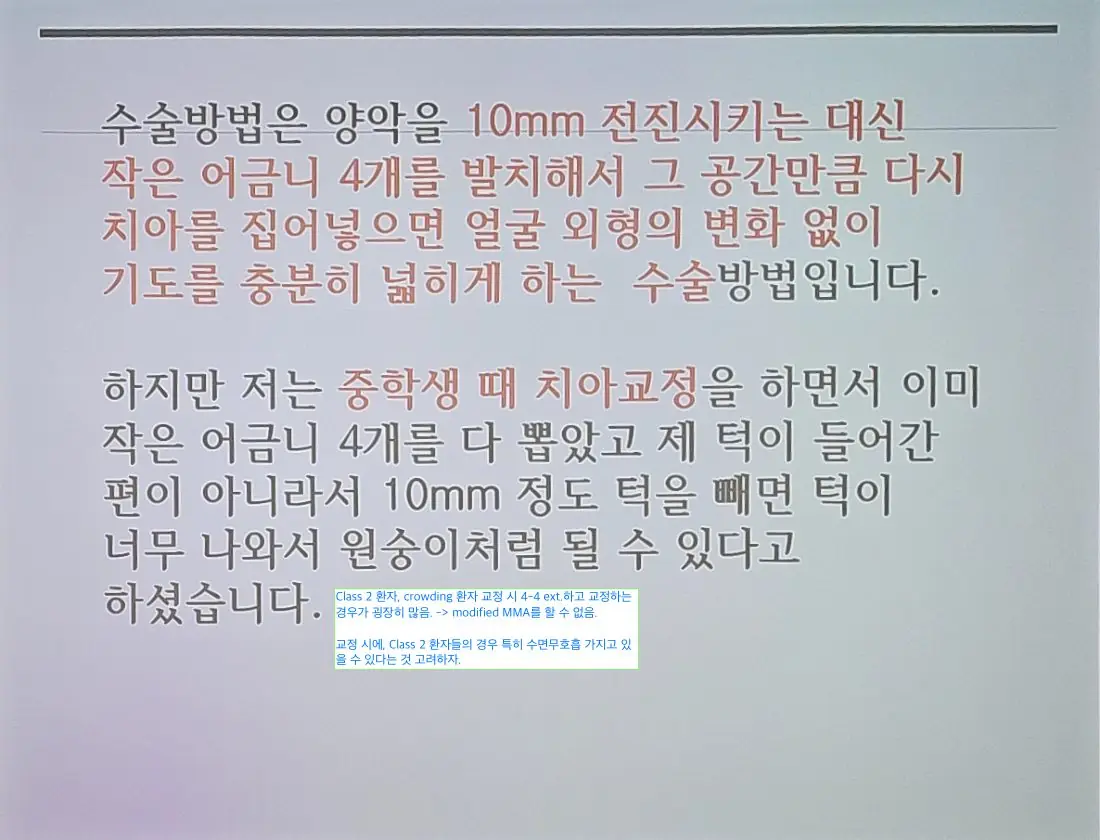 수술방법은 양악을 10mm 전진시키는 대신
작은 어금니 4개를 발치해서 그 공간만큼 다시
치아를 집어넣으면 얼굴 외형의 변화 없이
기도를 충분히 넓히게 하는 수술방법입니다.
하지만 저는 중학생 때 치아교정을 하면서 이미
작은 어금니 4개를 다 뽑았고 제 턱이 들어간
편이 아니라서 10mm 정도 턱을 빼면 턱이
너무 나와서 원숭이처럼 될 수 있다고
하셨습니다.
Class 2 환자, crowding 환자 교정 시 4-4 ext.하고 교정하는
경우가 굉장히 많음. -> modified MMA를 할 수 없음.
교정 시에, Class 2 환자들의 경우 특히 수면무호흡 가지고 있
을 수 있다는 것 고려하자.